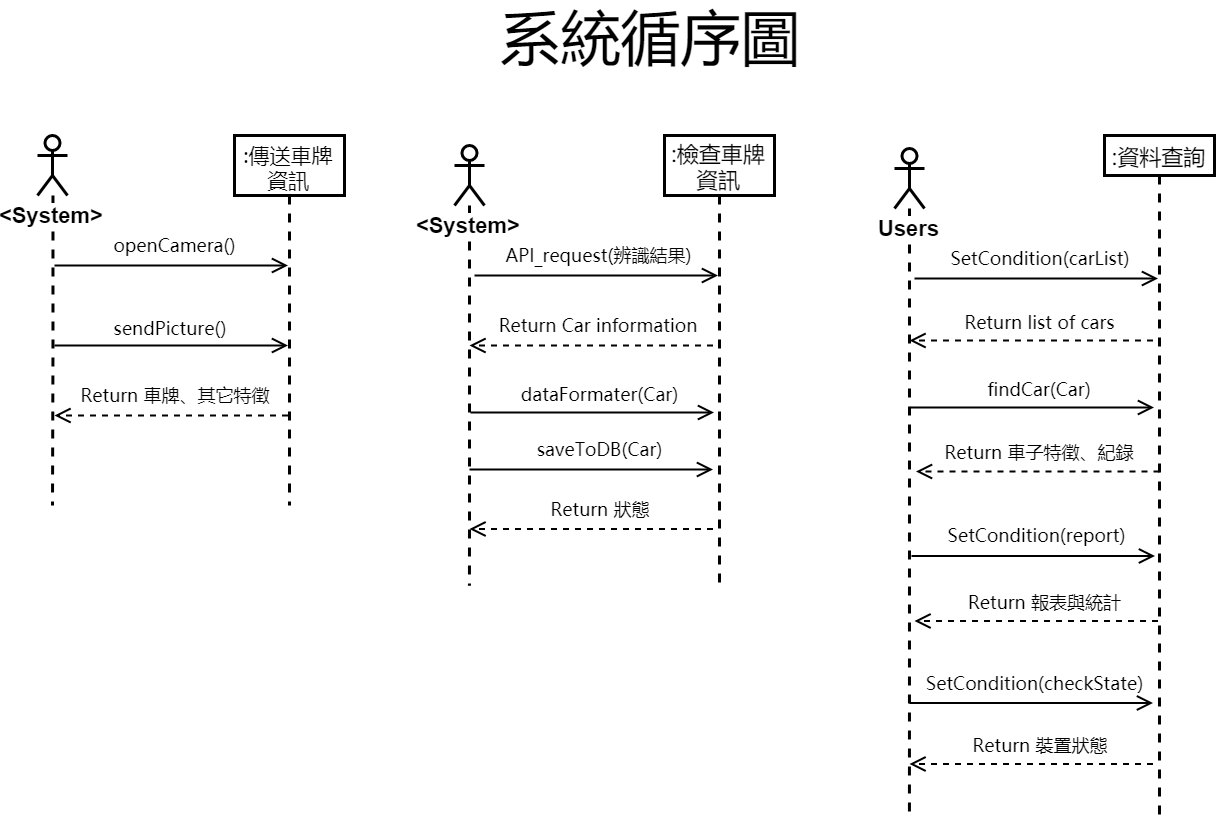 系統循序圖
:傳送車牌
資訊
<System>
openCamera()
sendPicture()
Return 車牌、其它特徵
:檢查車牌
資訊
<System>
API_request(辨識結果)
Return Car information
dataFormater(Car)
saveToDB(Car)
Return 狀態
:資料查詢
Users
SetCondition(carList)
Return list of cars
findCar(Car)
Return 車子特徵、紀錄
SetCondition(report)
Return 報表與統計
SetCondition(checkState)
Return 裝置狀態